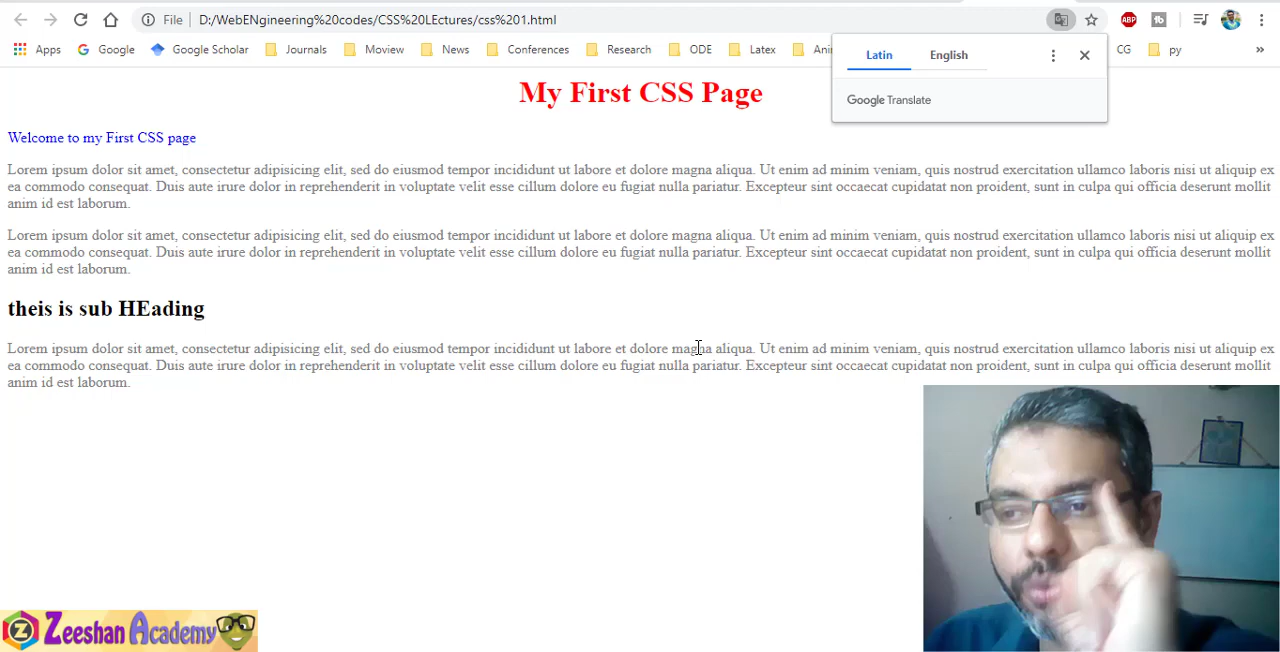 File D:/WebENgineering%20codes/CSS%20LEctures/css%201.html
ABP
Apps Google Google Scholar Journals Moview News Conferences Research ODE Latex Ani CG py »
Latin English
Google Translate
My First CSS Page
Welcome to my First CSS page
Lorem ipsum dolor sit amet, consectetur adipisicing elit, sed do eiusmod tempor incididunt ut labore et dolore magna aliqua. Ut enim ad minim veniam, quis nostrud exercitation ullamco laboris nisi ut aliquip ex
ea commodo consequat. Duis aute irure dolor in reprehenderit in voluptate velit esse cillum dolore eu fugiat nulla pariatur. Excepteur sint occaecat cupidatat non proident, sunt in culpa qui officia deserunt mollit
anim id est laborum.
Lorem ipsum dolor sit amet, consectetur adipisicing elit, sed do eiusmod tempor incididunt ut labore et dolore magna aliqua. Ut enim ad minim veniam, quis nostrud exercitation ullamco laboris nisi ut aliquip ex
ea commodo consequat. Duis aute irure dolor in reprehenderit in voluptate velit esse cillum dolore eu fugiat nulla pariatur. Excepteur sint occaecat cupidatat non proident, sunt in culpa qui officia deserunt mollit
anim id est laborum.
theis is sub HEading
Lorem ipsum dolor sit amet, consectetur adipisicing elit, sed do eiusmod tempor incididunt ut labore et dolore magna aliqua. Ut enim ad minim veniam, quis nostrud exercitation ullamco laboris nisi ut aliquip ex
ea commodo consequat. Duis aute irure dolor in reprehenderit in voluptate velit esse cillum dolore eu fugiat nulla pariatur. Excepteur sint occaecat cupidatat non proident, sunt in culpa qui officia deserunt mollit
anim id est laborum.
Z Zeeshan Academy